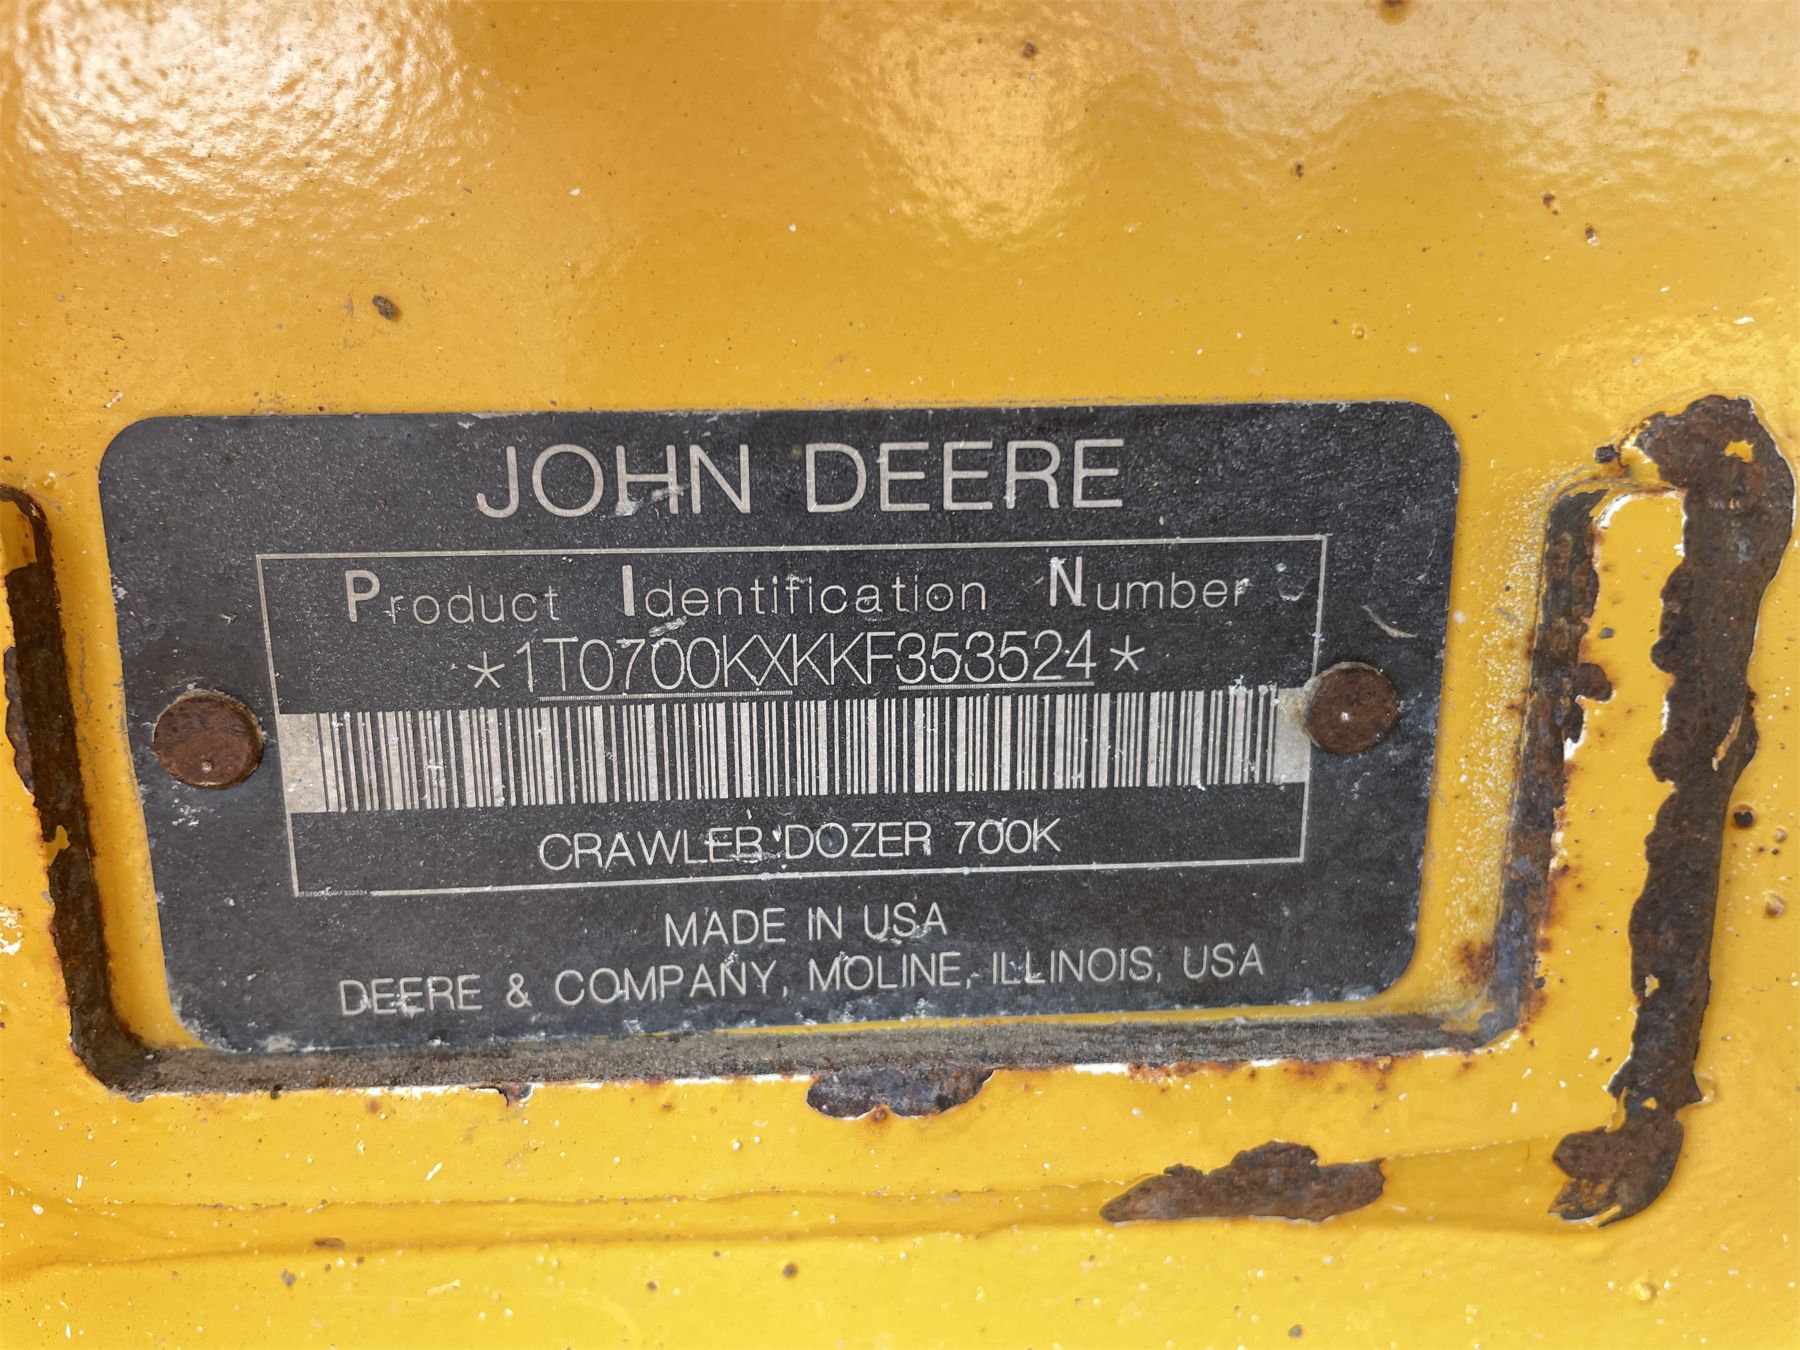 JOHN DEERE
Product Identification Number
*1T0700KXKKF353524*
CRAWLER DOZER 700K
MADE IN USA
DEERE & COMPANY, MOLINE, ILLINOIS, USA